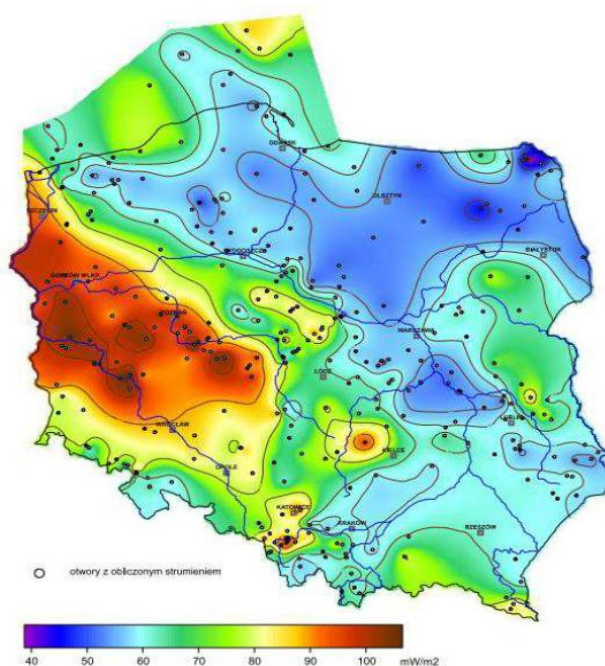 GDAŃSK
OLSZTYN
SZCZECIN
BYDGOSZCZ
BIAŁYSTOK
GORZÓW WLKP.
POZNAŃ
WARSZAWA
ŁÓDŹ
WROCŁAW
KIELCE
OPOLE
KATOWICE
KRAKÓW
RZESZÓW
otwory z obliczonym strumieniem
40 50 60 70 80 90 100 mW/m2